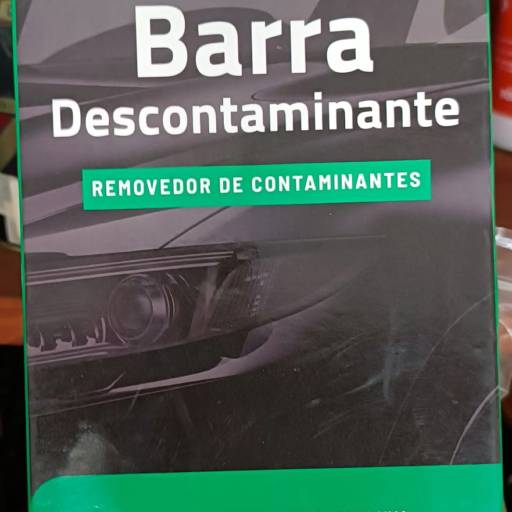 Barra
Descontaminante
REMOVEDOR DE CONTAMINANTES